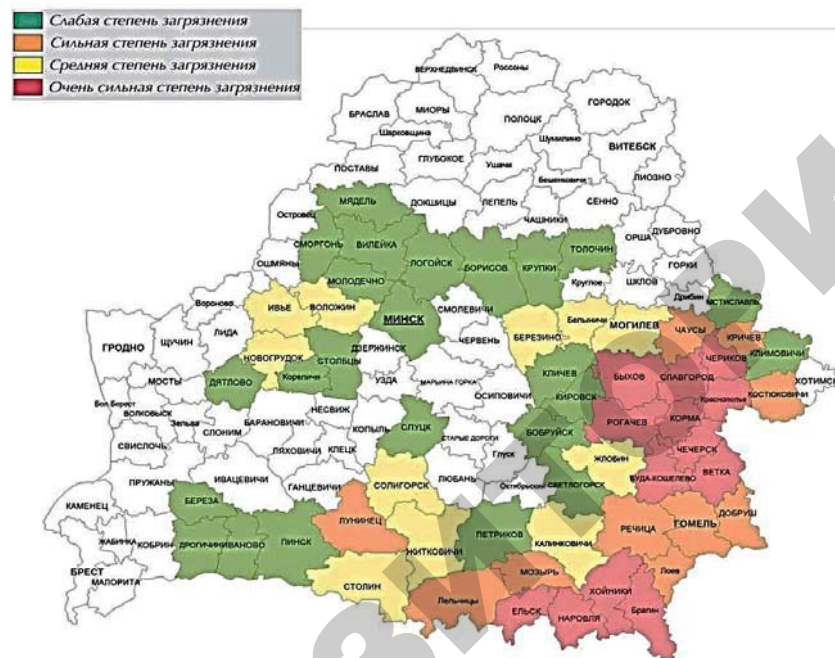 Слабая степень загрязнения
Сильная степень загрязнения
Средняя степень загрязнения
Очень сильная степень загрязнения
ВЕРХНЕДВИНСК
Россоны
БРАСЛАВ
МИОРЫ
ПОЛОЦК
ГОРОДОК
Шарковщина
Шумилино
ВИТЕБСК
ПОСТАВЫ
ГЛУБОКОЕ
Ушачи
Бешенковичи
ЛИОЗНО
МЯДЕЛЬ
ДОКШИЦЫ
ЛЕПЕЛЬ
СЕННО
Островец
ЧАШНИКИ
СМОРГОНЬ
ВИЛЕЙКА
ТОЛОЧИН
ОРША
ДУБРОВНО
ОШМЯНЫ
ЛОГОЙСК
БОРИСОВ
КРУПКИ
ГОРКИ
МОЛОДЕЧНО
Круглое
ШКЛОВ
Дрибин
МСТИСЛАВЛЬ
Вороново
ИВЬЕ
ВОЛОЖИН
МИНСК
СМОЛЕВИЧИ
Белыничи
МОГИЛЕВ
ЧАУСЫ
КРИЧЕВ
ГРОДНО
ЩУЧИН
ЛИДА
ДЗЕРЖИНСК
ЧЕРВЕНЬ
БЕРЕЗИНО
ЧЕРИКОВ
КЛИМОВИЧИ
НОВОГРУДОК
СТОЛБЦЫ
МОСТЫ
ДЯТЛОВО
Кореличи
УЗДА
МАРЬИНА ГОРКА
КЛИЧЕВ
БЫХОВ
СЛАВГОРОД
ХОТИМСК
Бол.Берест
ВОЛКОВЫСК
Зельва
СЛОНИМ
БАРАНОВИЧИ
НЕСВИЖ
ОСИПОВИЧИ
КИРОВСК
Краснополье
КОСТЮКОВИЧИ
СВИСЛОЧЬ
КОПЫЛЬ
СЛУЦК
СТАРЫЕ ДОРОГИ
БОБРУЙСК
РОГАЧЕВ
КОРМА
ЛЯХОВИЧИ
КЛЕЦК
Глуск
ЖЛОБИН
ЧЕЧЕРСК
ПРУЖАНЫ
ИВАЦЕВИЧИ
ГАНЦЕВИЧИ
СОЛИГОРСК
ЛЮБАНЬ
Октябрьский
СВЕТЛОГОРСК
БУДА-КОШЕЛЕВО
ВЕТКА
КАМЕНЕЦ
БЕРЕЗА
ЛУНИНЕЦ
ПЕТРИКОВ
РЕЧИЦА
ГОМЕЛЬ
ДОБРУШ
ЖАБИНКА
КОБРИН
ДРОГИЧИН
ИВАНОВО
ПИНСК
ЖИТКОВИЧИ
КАЛИНКОВИЧИ
БРЕСТ
МАЛОРИТА
СТОЛИН
Лельчицы
МОЗЫРЬ
Лоев
ХОЙНИКИ
ЕЛЬСК
НАРОВЛЯ
Брагин